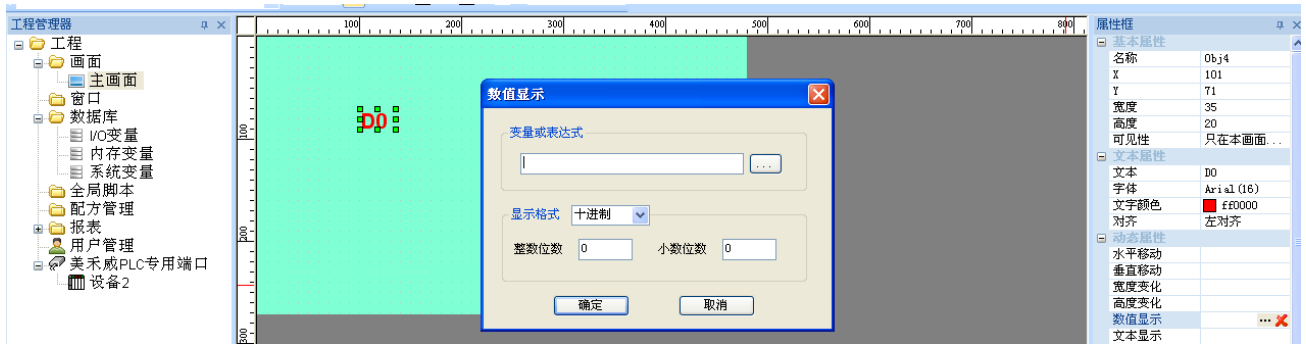 工程管理器
工程
画面
主画面
窗口
数据库
I/O变量
内存变量
系统变量
全局脚本
配方管理
报表
用户管理
美禾威PLC专用端口
设备2
100 200 300 400 500 600 700 800
100
200
300
D0
数值显示
变量或表达式
...
显示格式 十进制
整数位数 0 小数位数 0
确定 取消
属性框
基本属性
名称 Obj4
X 101
Y 71
宽度 35
高度 20
可见性 只在本画面...
文本属性
文本 D0
字体 Arial(16)
文字颜色 ff0000
对齐 左对齐
动态属性
水平移动
垂直移动
宽度变化
高度变化
数值显示 ...
文本显示